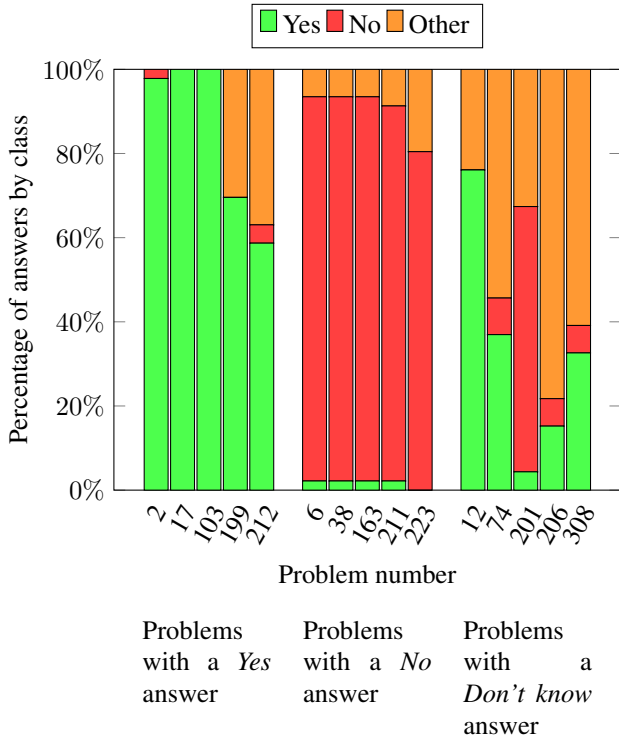 Yes No Other
Percentage of answers by class
100%
80%
60%
40%
20%
0%
2 17 103 199 212 6 38 163 211 223 12 74 201 206 308
Problem number
Problems with a Yes answer
Problems with a No answer
Problems with a Don't know answer